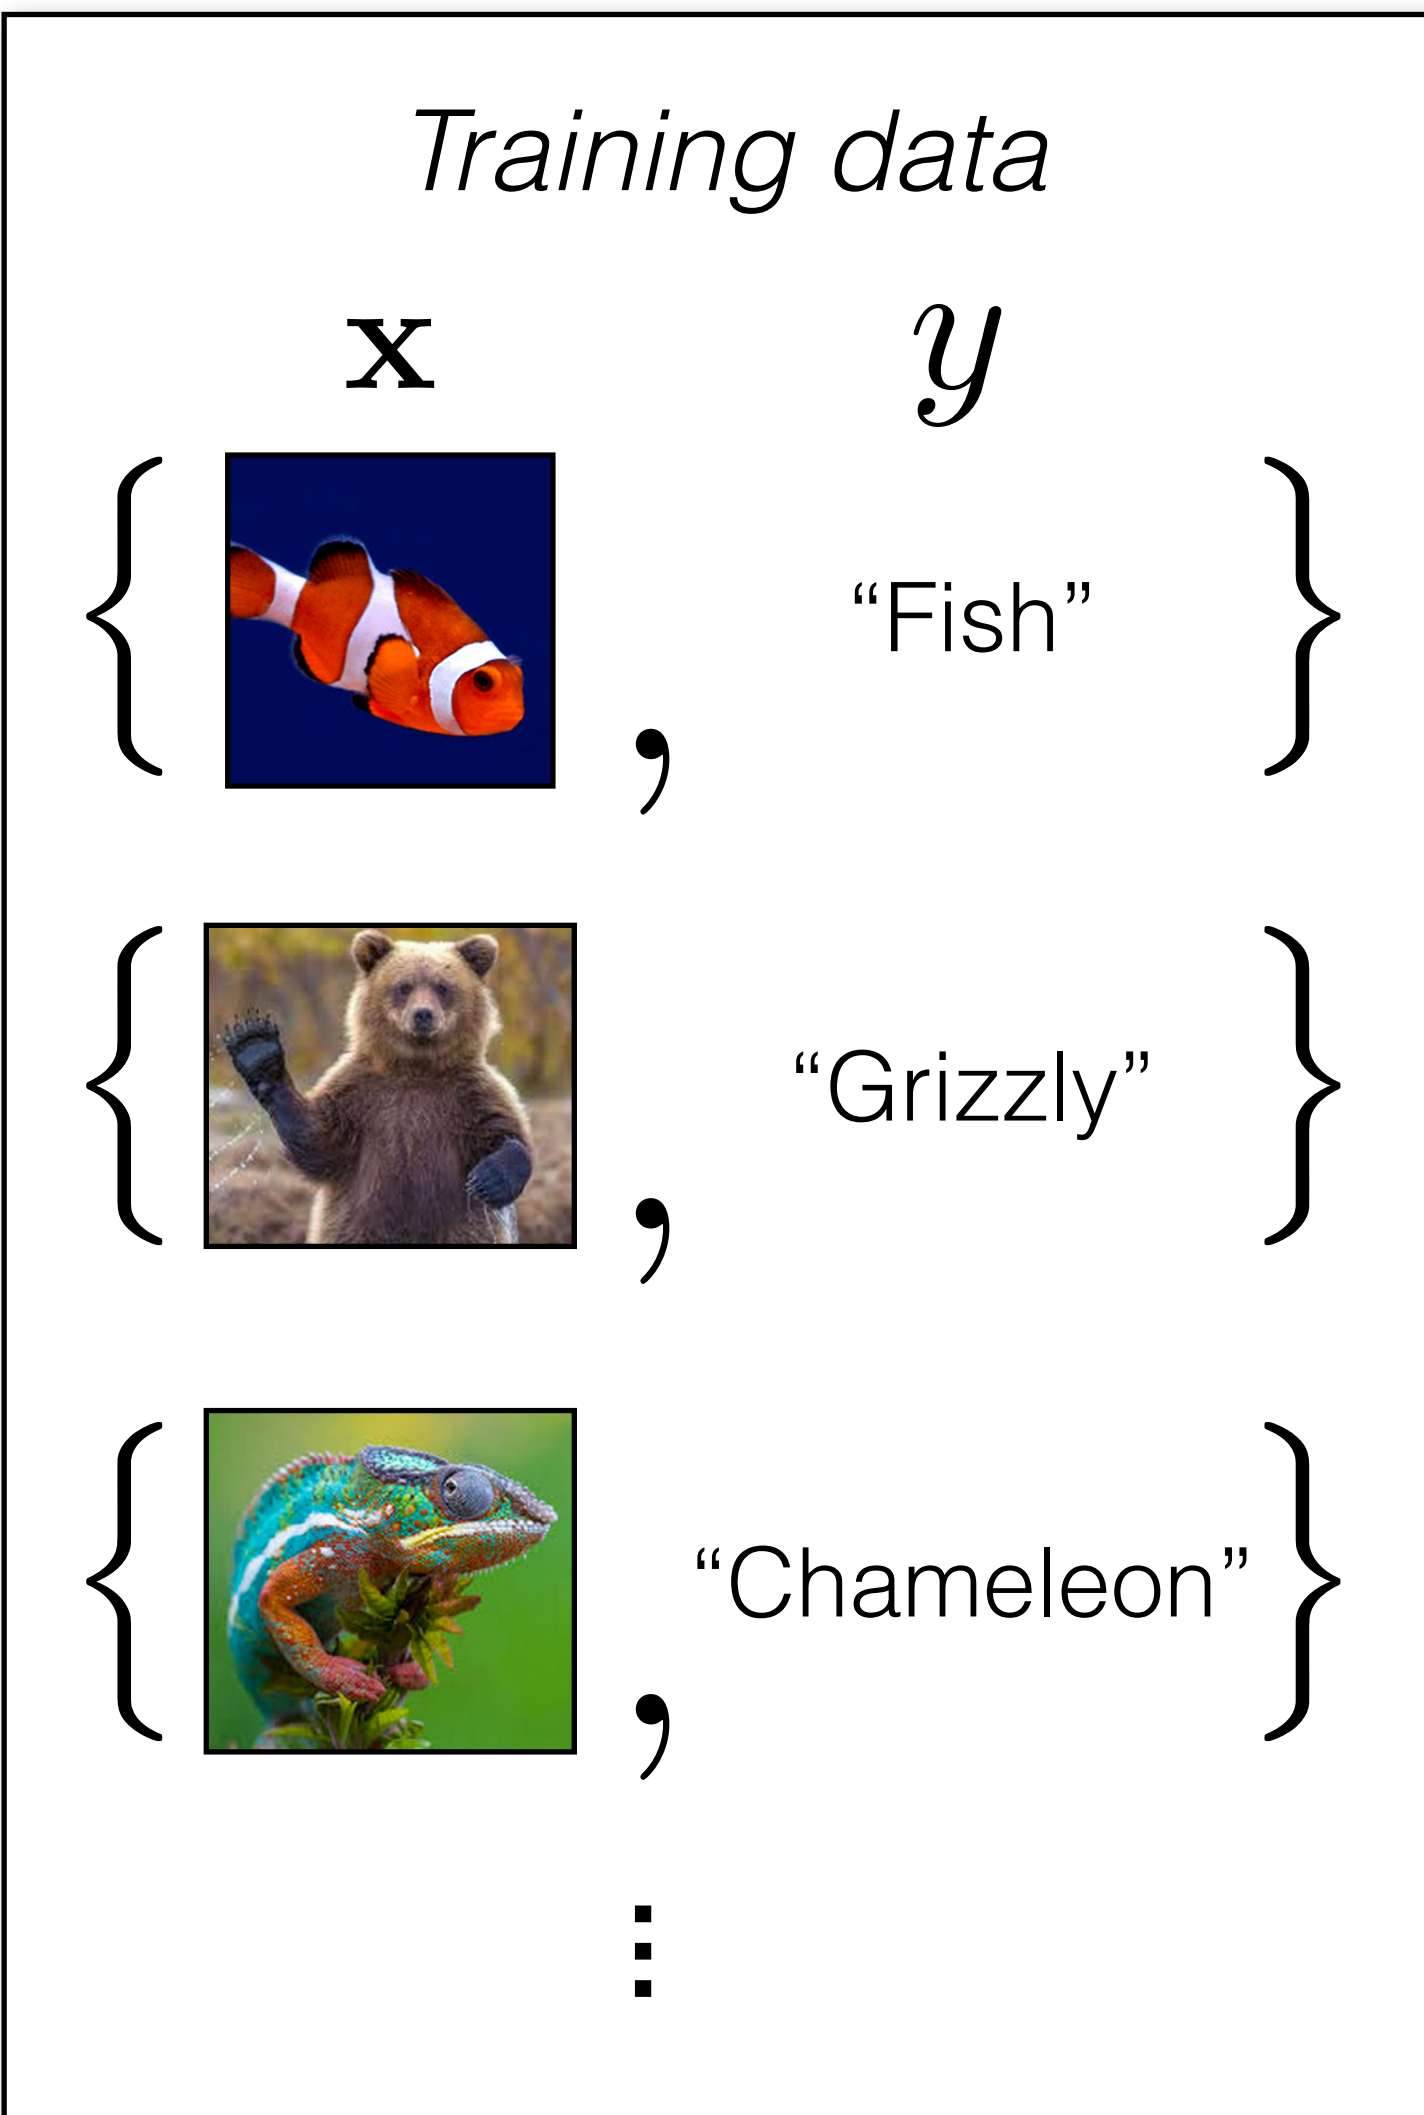 Training data
x y
{ , “Fish” }
{ , “Grizzly” }
{ , “Chameleon” }
⋮